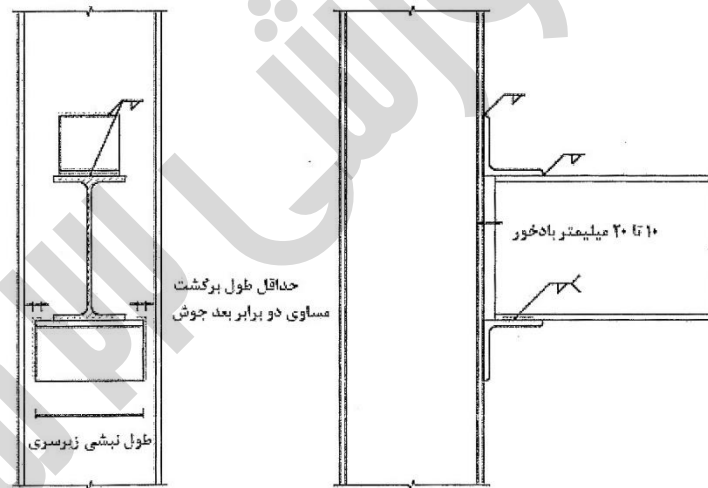 ۱۰ تا ۲۰ میلیمتر بادخور
حداقل طول برگشت
مساوی دو برابر بعد جوش
طول نبشی زیرسری